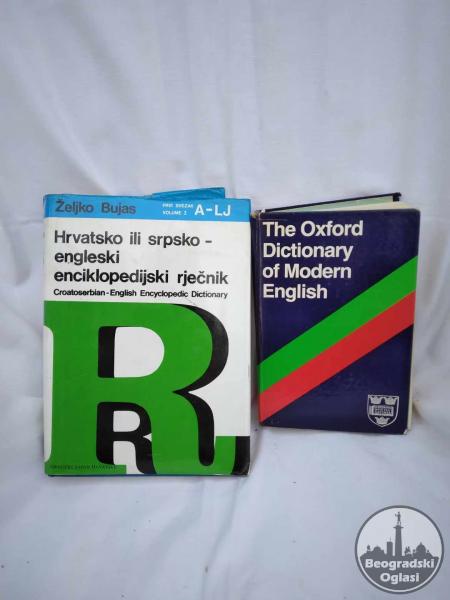 Željko Bujas
PRVI SVEZAK
VOLUME I
A-LJ
Hrvatsko ili srpsko -
engleski
enciklopedijski rječnik
Croatoserbian-English Encyclopedic Dictionary
R
R
The Oxford
Dictionary
of Modern
English
Beogradski
Oglasi